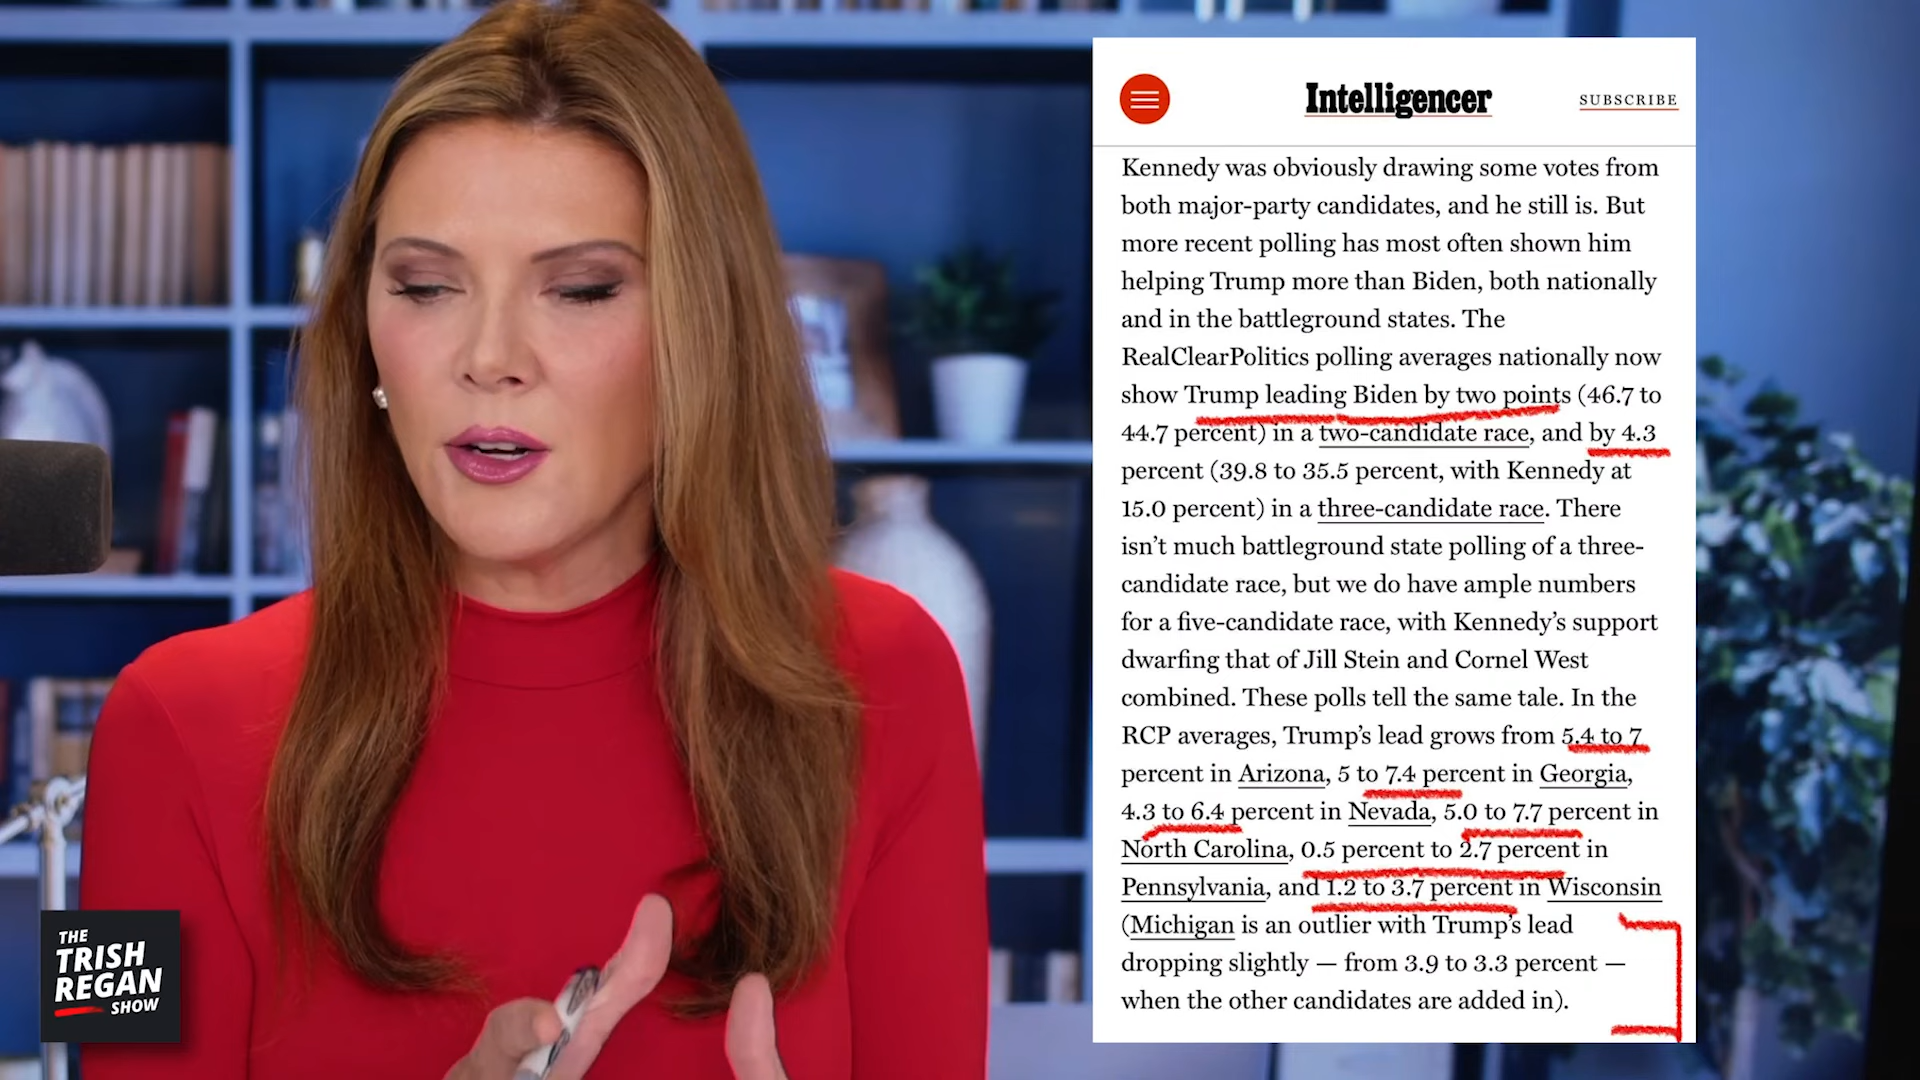 Intelligencer
SUBSCRIBE
Kennedy was obviously drawing some votes from
both major-party candidates, and he still is. But
more recent polling has most often shown him
helping Trump more than Biden, both nationally
and in the battleground states. The
RealClearPolitics polling averages nationally now
show Trump leading Biden by two points (46.7 to
44.7 percent) in a two-candidate race, and by 4.3
percent (39.8 to 35.5 percent, with Kennedy at
15.0 percent) in a three-candidate race. There
isn’t much battleground state polling of a three-
candidate race, but we do have ample numbers
for a five-candidate race, with Kennedy’s support
dwarfing that of Jill Stein and Cornel West
combined. These polls tell the same tale. In the
RCP averages, Trump’s lead grows from 5.4 to 7
percent in Arizona, 5 to 7.4 percent in Georgia,
4.3 to 6.4 percent in Nevada, 5.0 to 7.7 percent in
North Carolina, 0.5 percent to 2.7 percent in
Pennsylvania, and 1.2 to 3.7 percent in Wisconsin
(Michigan is an outlier with Trump’s lead
dropping slightly — from 3.9 to 3.3 percent —
when the other candidates are added in).
THE
TRISH
REGAN
SHOW